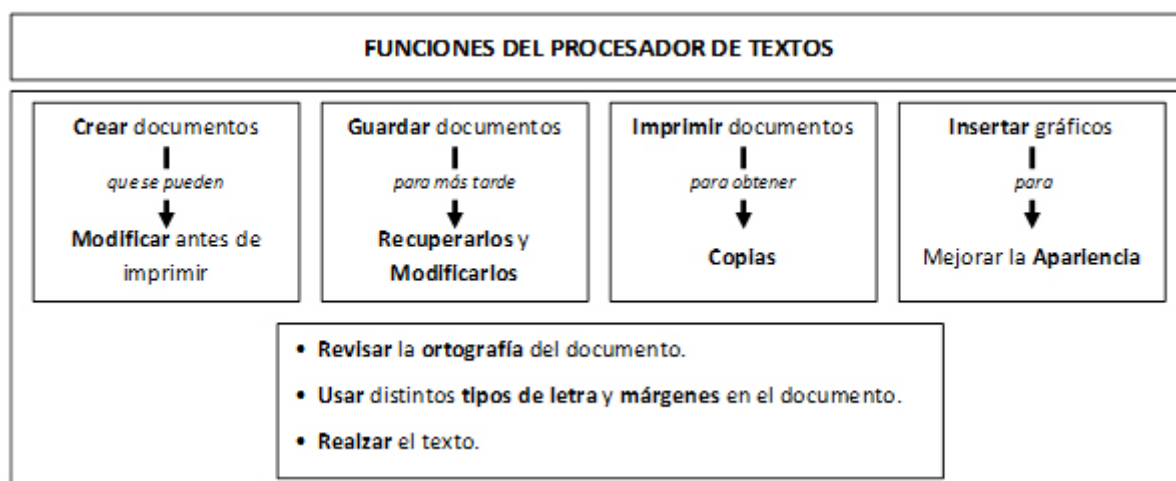 FUNCIONES DEL PROCESADOR DE TEXTOS
Crear documentos
que se pueden
Modificar antes de
imprimir
Guardar documentos
para más tarde
Recuperarlos y
Modificarlos
Imprimir documentos
para obtener
Copias
Insertar gráficos
para
Mejorar la Apariencia
• Revisar la ortografía del documento.
• Usar distintos tipos de letra y márgenes en el documento.
• Realzar el texto.